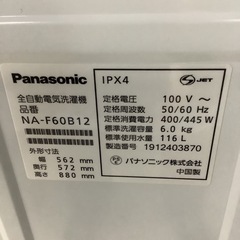 Panasonic
全自動電気洗濯機
品番
NA-F60B12
外形寸法
幅 562 mm
奥行 572 mm
高さ 880 mm
IPX4
S-JET
定格電圧 100 V ～
定格周波数 50/60 Hz
定格消費電力 400/445 W
標準洗濯容量 6.0 kg
標準使用水量 116 L
製造番号 1912403870
パナソニック株式会社
中国製